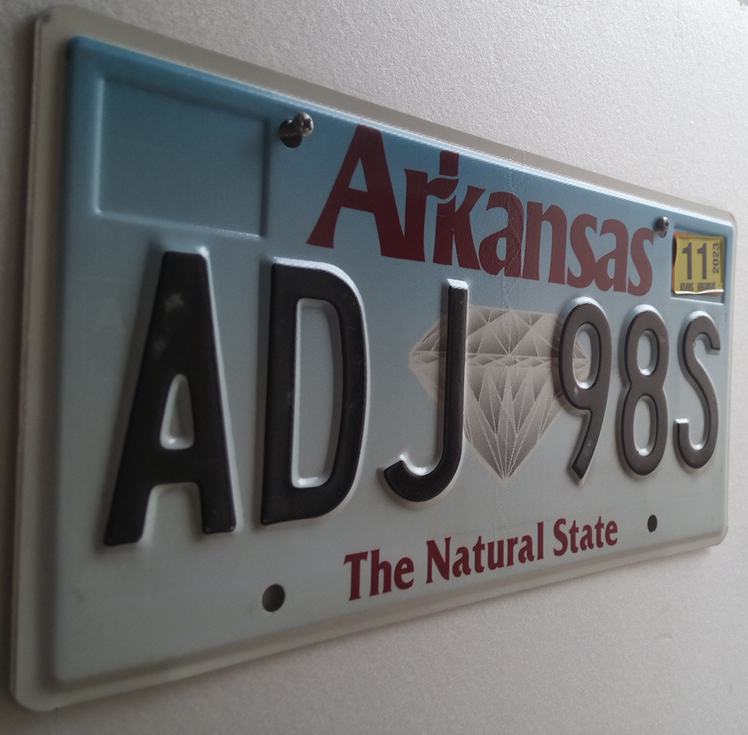 Arkansas
11
2023
ADJ 98S
The Natural State